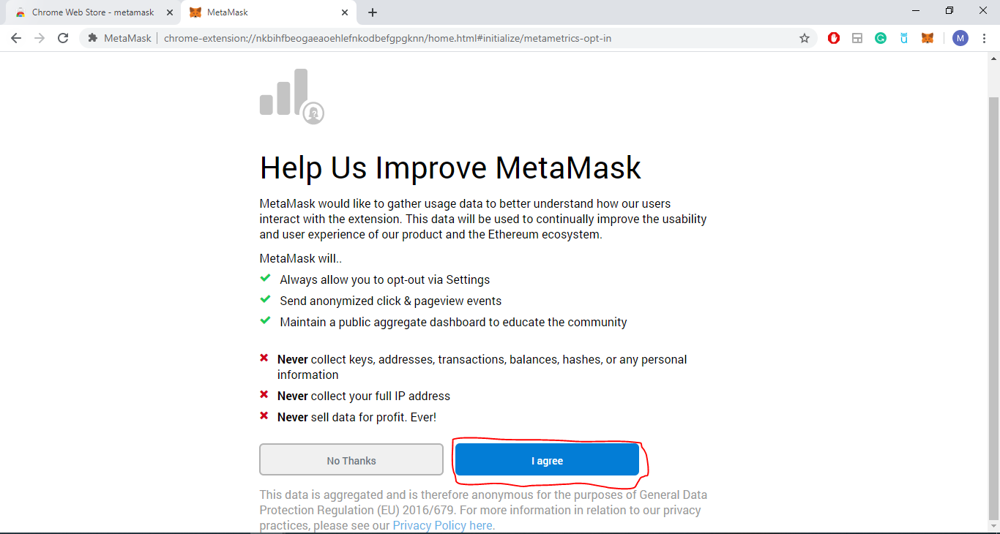 Chrome Web Store - metamask
MetaMask
MetaMask
chrome-extension://nkbihfbeogaeaoehlefnkodbefgpgknn/home.html#initialize/metametrics-opt-in
M
Help Us Improve MetaMask
MetaMask would like to gather usage data to better understand how our users
interact with the extension. This data will be used to continually improve the usability
and user experience of our product and the Ethereum ecosystem.
MetaMask will..
Always allow you to opt-out via Settings
Send anonymized click & pageview events
Maintain a public aggregate dashboard to educate the community
Never collect keys, addresses, transactions, balances, hashes, or any personal
information
Never collect your full IP address
Never sell data for profit. Ever!
No Thanks
I agree
This data is aggregated and is therefore anonymous for the purposes of General Data
Protection Regulation (EU) 2016/679. For more information in relation to our privacy
practices, please see our Privacy Policy here.